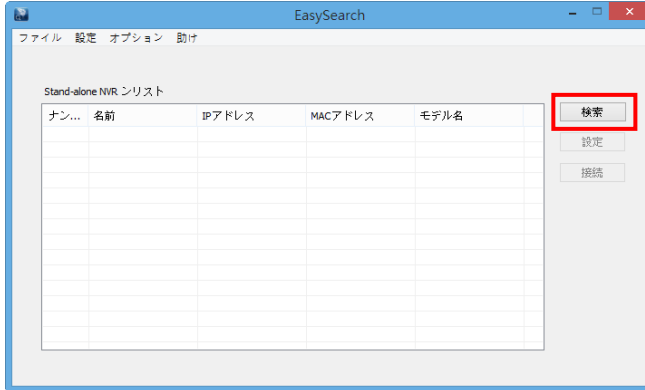 EasySearch
ファイル 設定 オプション 助け
Stand-alone NVR ンリスト
ナン... 名前 IPアドレス MACアドレス モデル名
検索
設定
接続